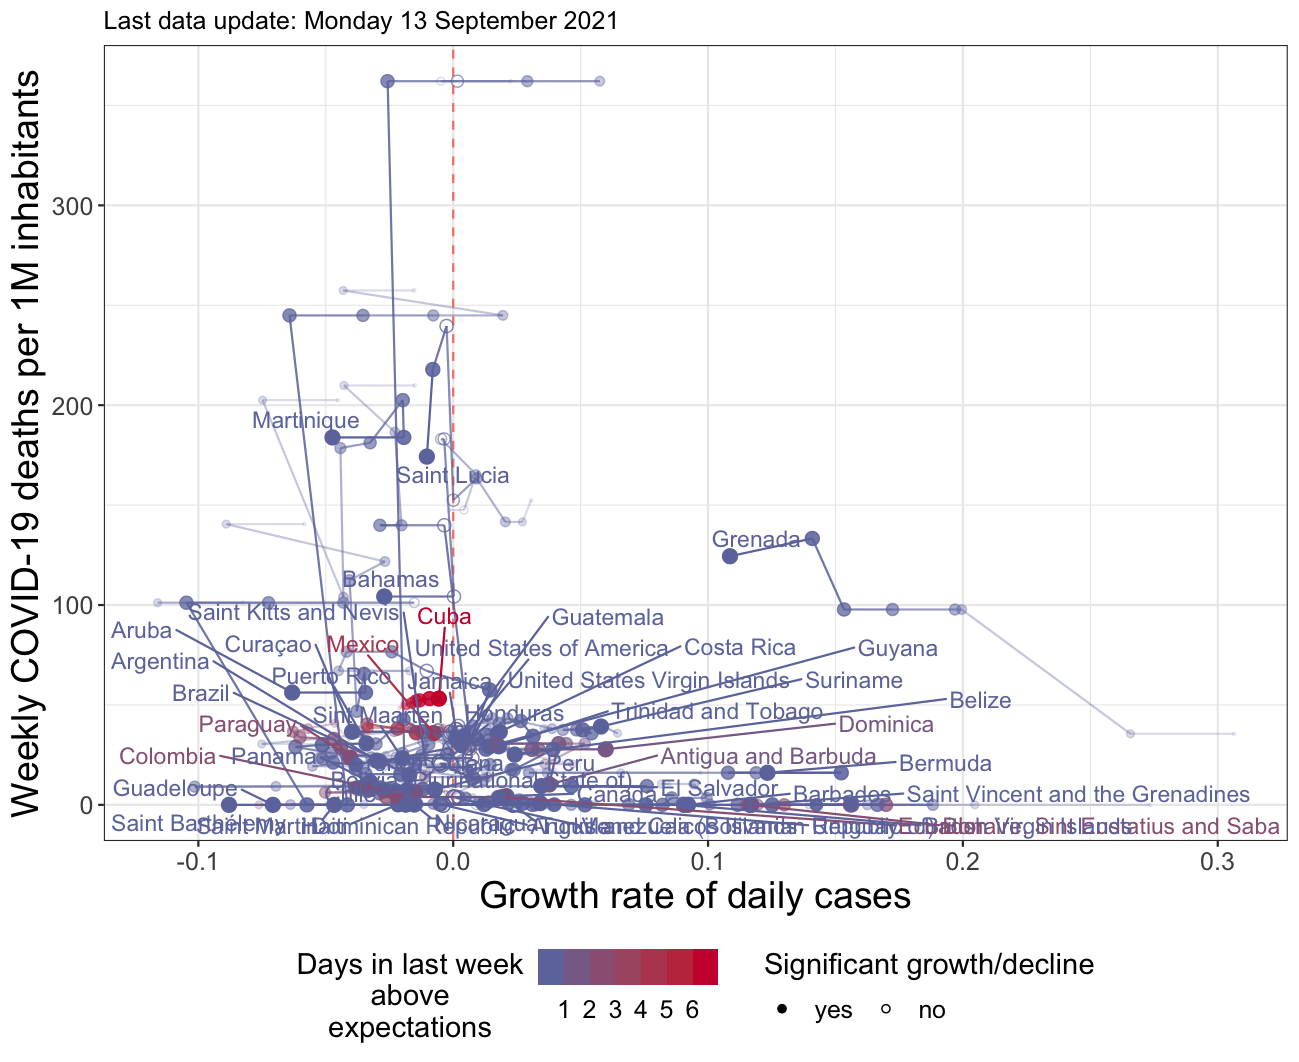 Last data update: Monday 13 September 2021
Weekly COVID-19 deaths per 1M inhabitants
300
200
100
0
Martinique
Saint Lucia
Grenada
Bahamas
Saint Kitts and Nevis
Cuba
Guatemala
Aruba
Curaçao
Mexico
United States of America
Costa Rica
Guyana
Argentina
Puerto Rico
Jamaica
United States Virgin Islands
Suriname
Brazil
Belize
Sint Maarten
Honduras
Trinidad and Tobago
Paraguay
Dominica
Colombia
Panama
Peru
Antigua and Barbuda
Bermuda
Guadeloupe
Canada
El Salvador
Barbados
Saint Vincent and the Grenadines
Saint Barthélemy
Haiti
Dominican Republic
Nicaragua
Bonaire, Sint Eustatius and Saba
-0.1
0.0
0.1
0.2
0.3
Growth rate of daily cases
Days in last week
above
expectations
1 2 3 4 5 6
Significant growth/decline
yes
no